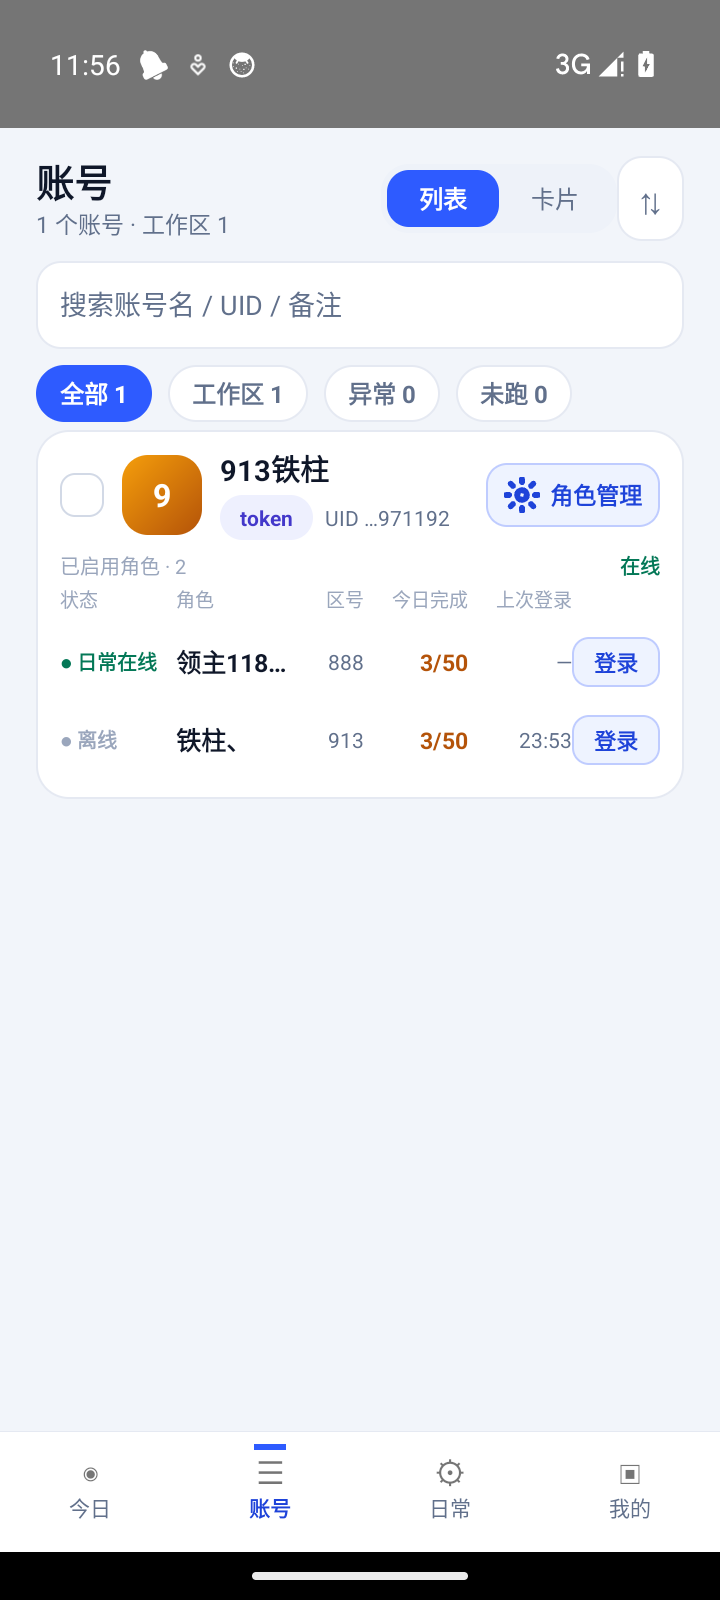 11:56 3G
账号
1 个账号 · 工作区 1
列表 卡片
搜索账号名 / UID / 备注
全部 1 工作区 1 异常 0 未跑 0
9 913铁柱
token UID …971192
角色管理
已启用角色 · 2 在线
状态 角色 区号 今日完成 上次登录
日常在线 领主118… 888 3/50 — 登录
离线 铁柱、 913 3/50 23:53 登录
今日 账号 日常 我的